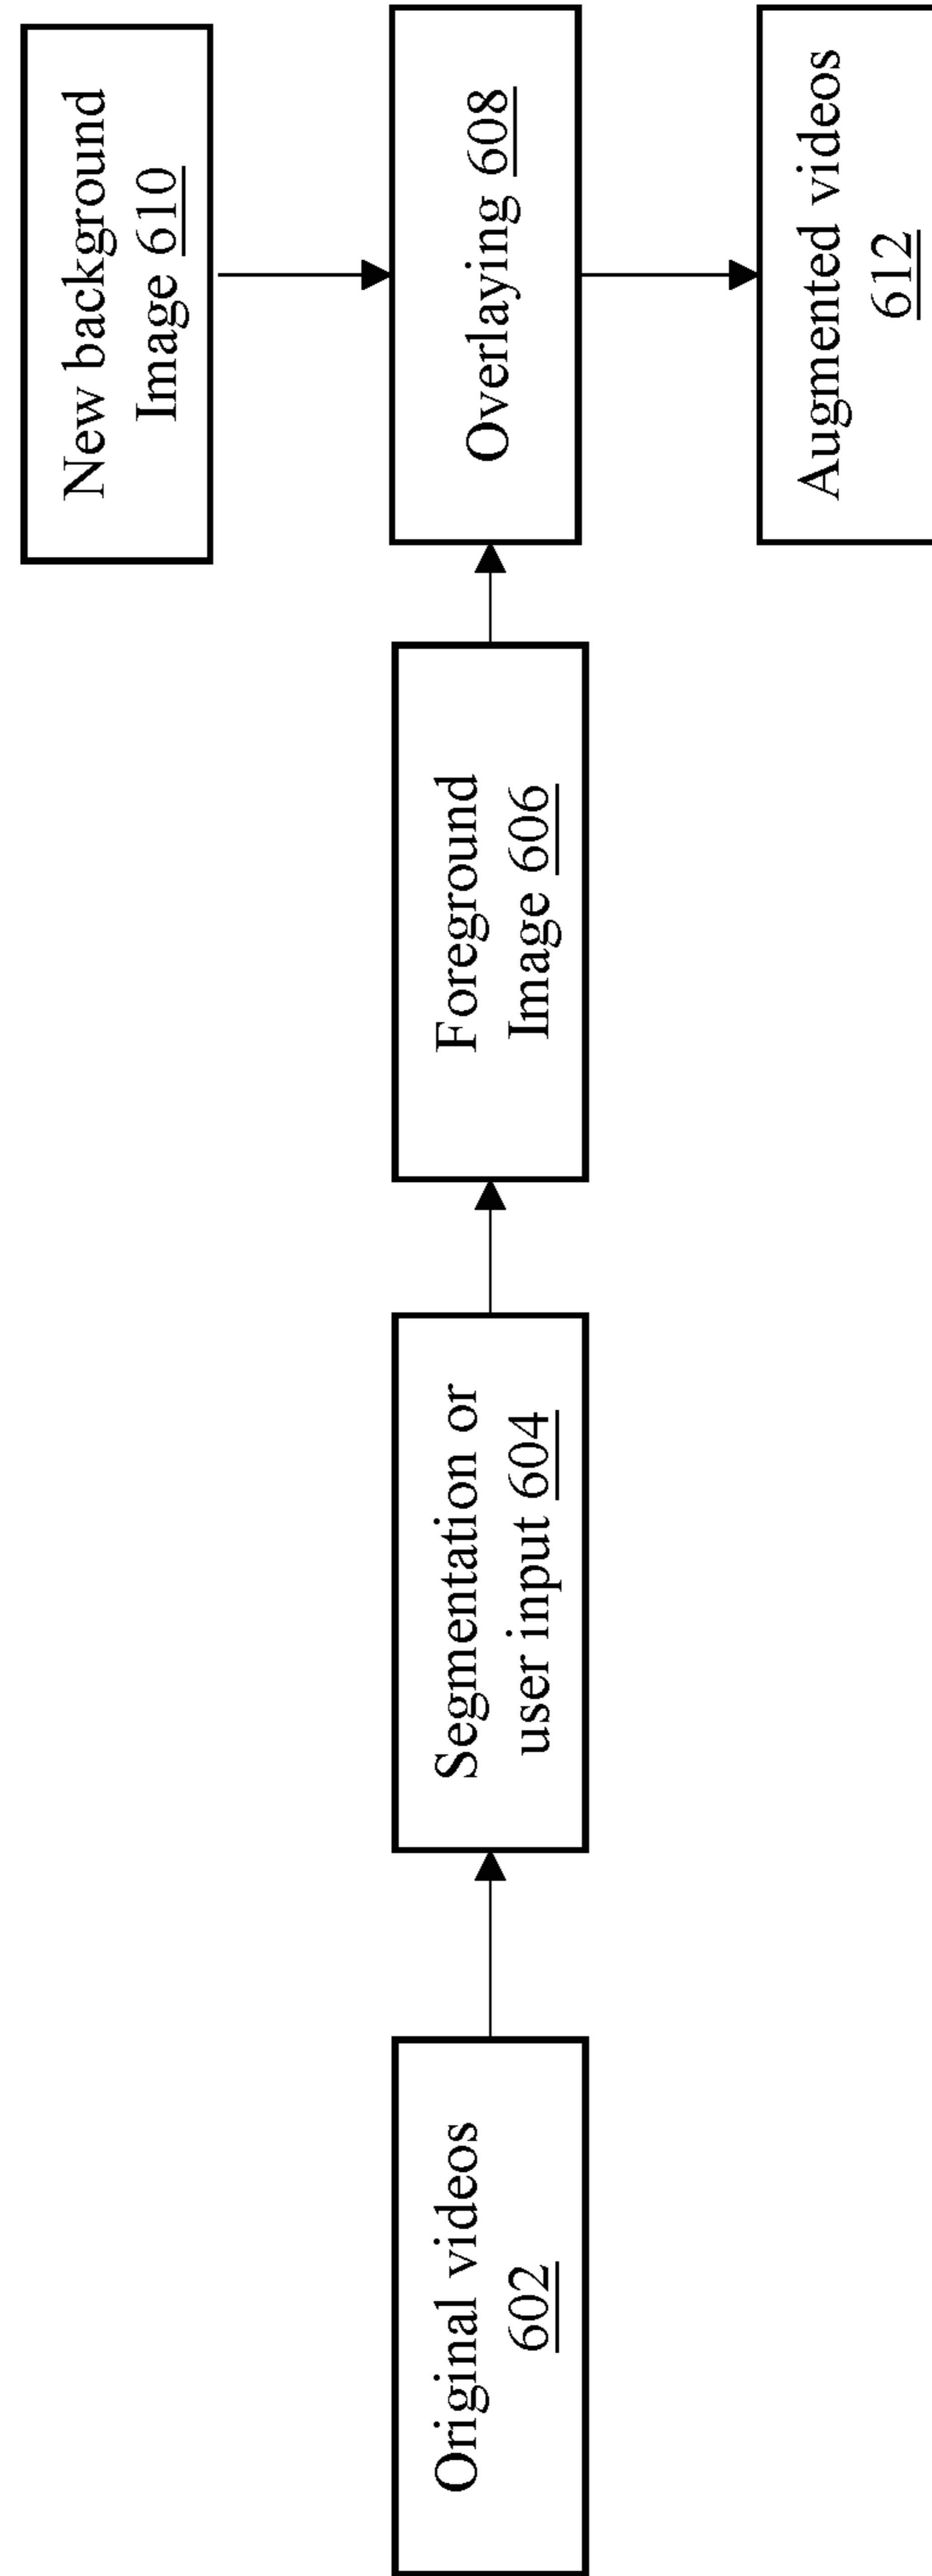 Original videos
602
Segmentation or
user input 604
Foreground
Image 606
New background
Image 610
Overlaying 608
Augmented videos
612